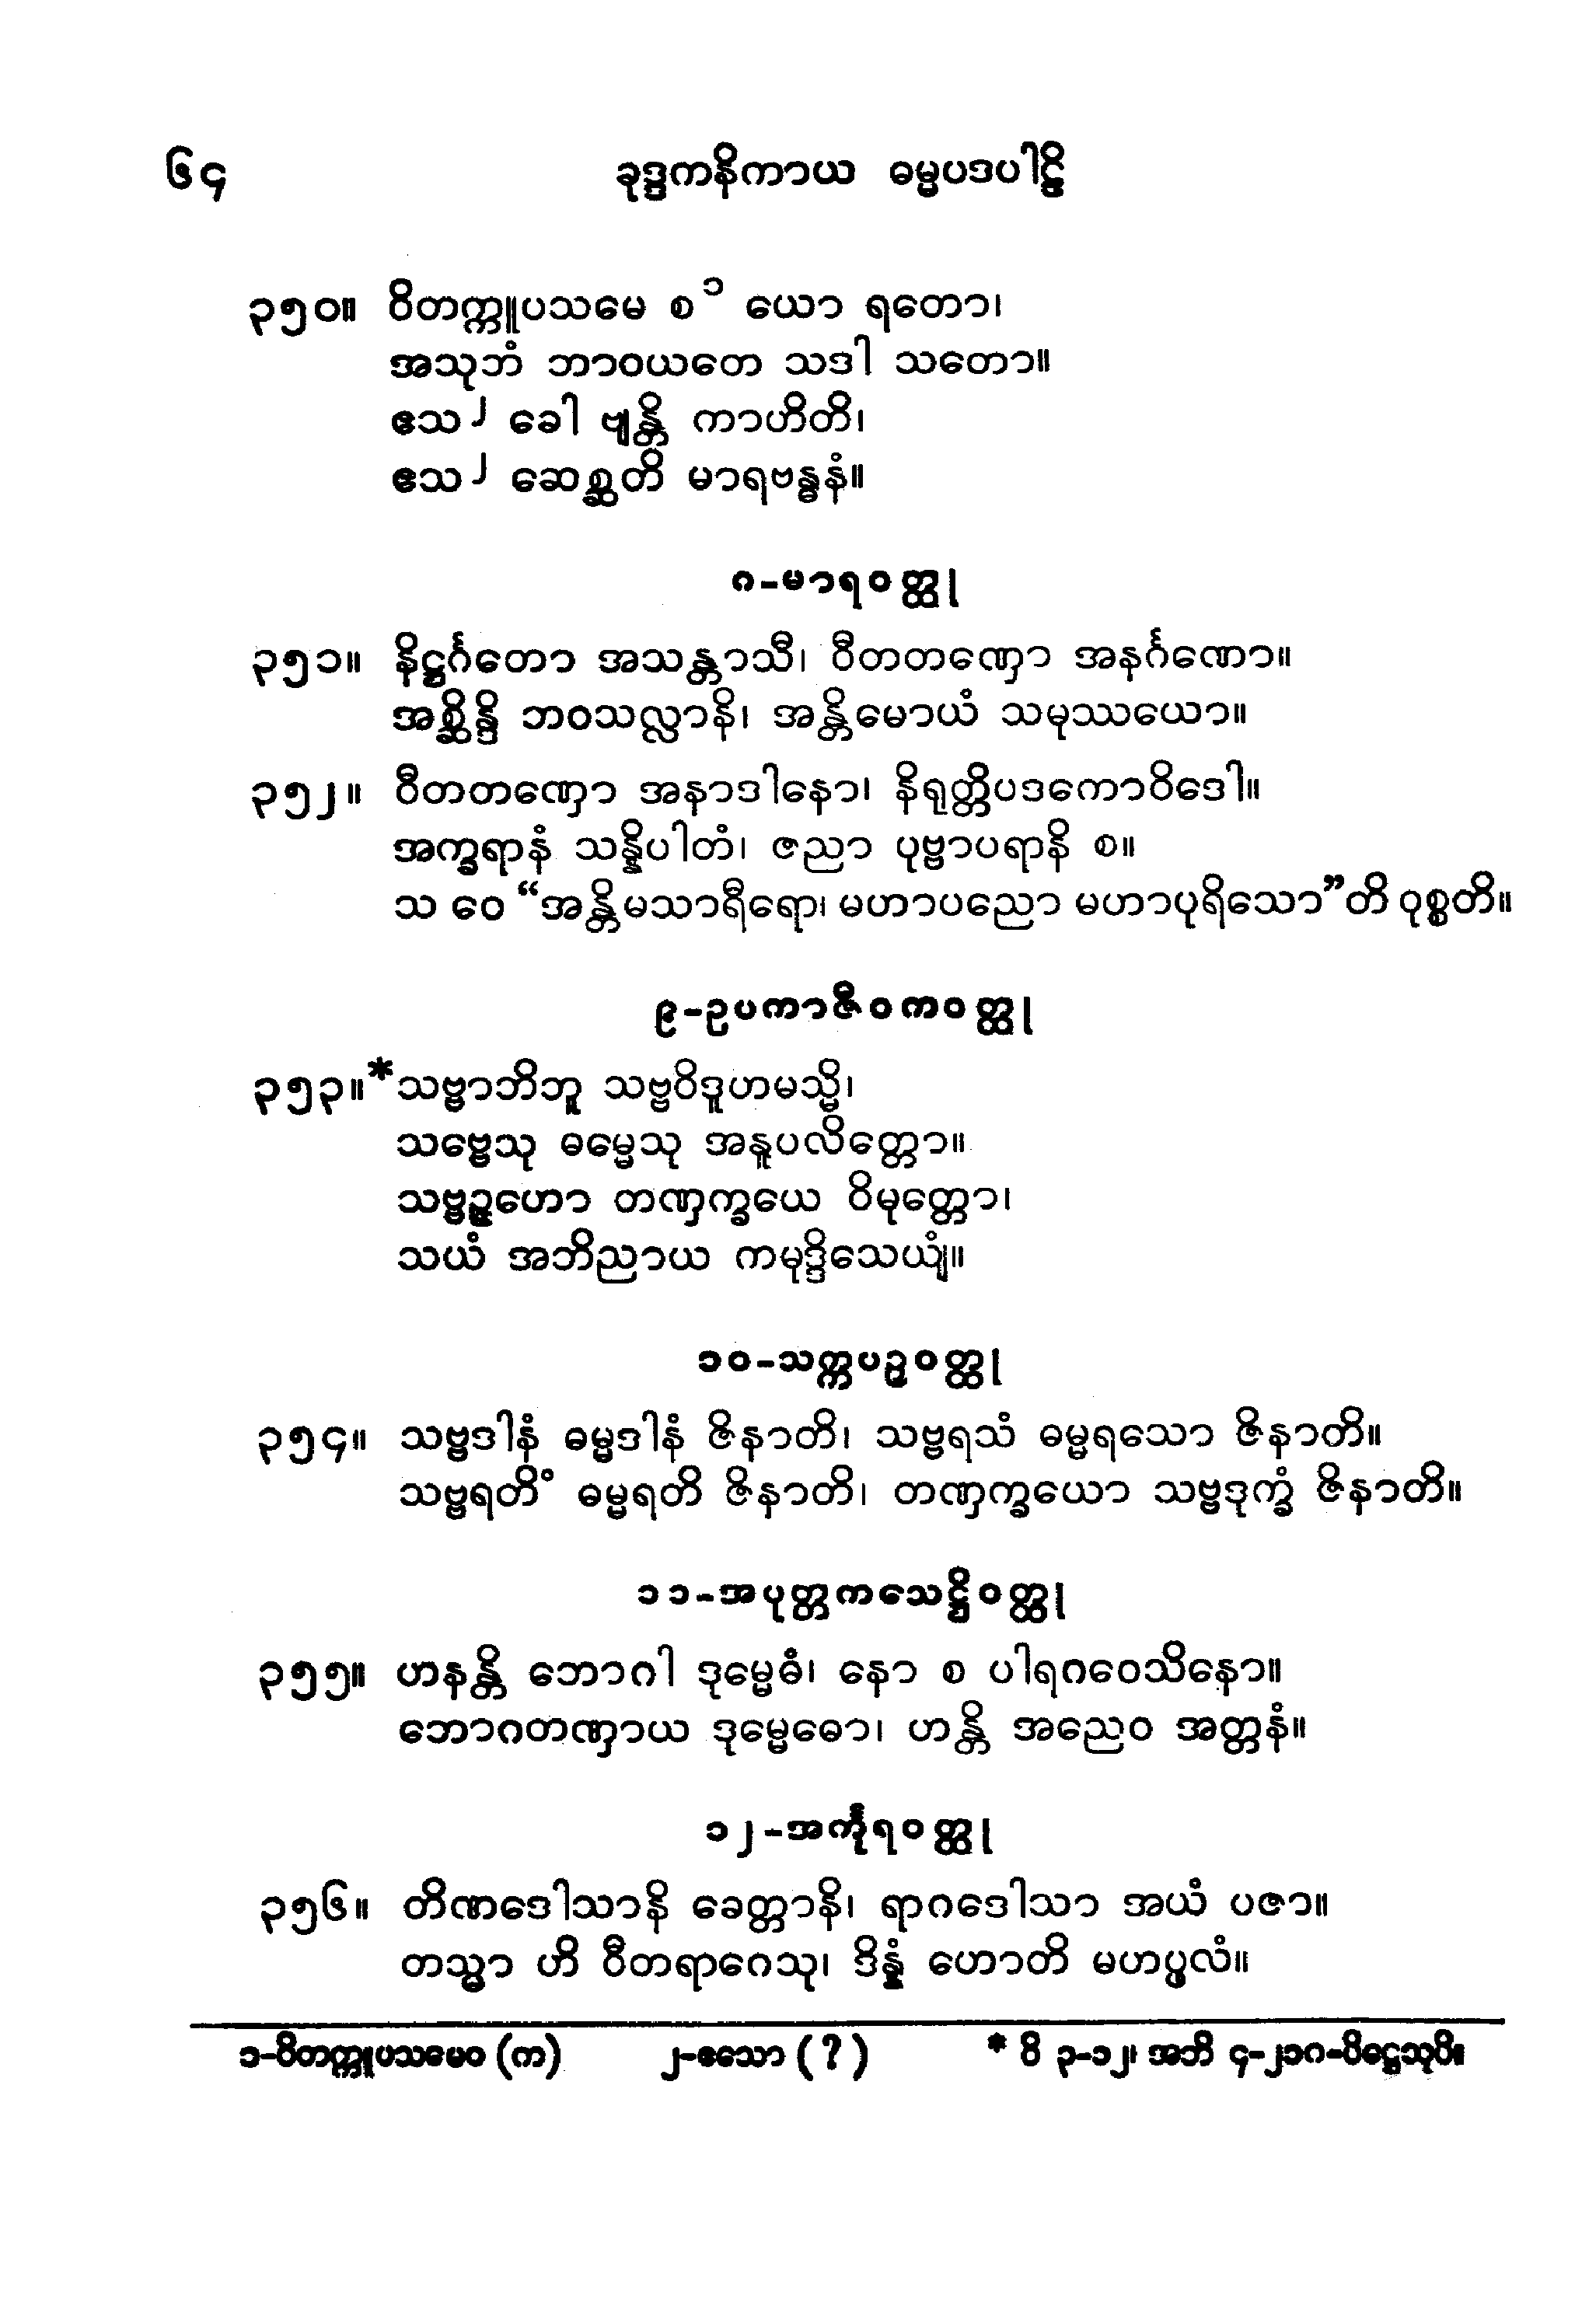 ၆၄ ခုဒ္ဒကနိကာယ ဓမ္မပဒပါဠိ
၃၅၀။ ဝိတက္ကူပသမေ စ ၁ ယော ရတော၊
အသုဘံ ဘာဝယတေ သဒါ သတော။
ဧသ ၂ ခေါ ဗျန္တိ ကာဟိတိ၊
ဧသ ၂ ဆေစ္ဆတိ မာရဗန္ဓနံ။
၈-မာရဝတ္ထု
၃၅၁။ နိဋ္ဌင်္ဂတော အသန္တာသီ၊ ဝီတတဏှော အနင်္ဂဏော။
အစ္ဆိန္ဒိ ဘဝသလ္လာနိ၊ အန္တိမောယံ သမုဿယော။
၃၅၂။ ဝီတတဏှော အနာဒါနော၊ နိရုတ္တိပဒကောဝိဒေါ။
အက္ခရာနံ သန္နိပါတံ၊ ဇညာ ပုဗ္ဗာပရာနိ စ။
သ ဝေ “အန္တိမသာရီရော၊ မဟာပညော မဟာပုရိသော”တိ ဝုစ္စတိ။
၉-ဥပကာဇီဝကဝတ္ထု
၃၅၃။ * သဗ္ဗာဘိဘူ သဗ္ဗဝိဒူဟမသ္မိ၊
သဗ္ဗေသု ဓမ္မေသု အနူပလိတ္တော။
သဗ္ဗဉ္ဇဟော တဏှက္ခယေ ဝိမုတ္တော၊
သယံ အဘိညာယ ကမုဒ္ဒိသေယျံ။
၁၀-သက္ကပဉှဝတ္ထု
၃၅၄။ သဗ္ဗဒါနံ ဓမ္မဒါနံ ဇိနာတိ၊ သဗ္ဗရသံ ဓမ္မရသော ဇိနာတိ။
သဗ္ဗရတိံ ဓမ္မရတိ ဇိနာတိ၊ တဏှက္ခယော သဗ္ဗဒုက္ခံ ဇိနာတိ။
၁၁-အပုတ္တကသေဋ္ဌိဝတ္ထု
၃၅၅။ ဟနန္တိ ဘောဂါ ဒုမ္မေဓံ၊ နော စ ပါရဂဝေသိနော။
ဘောဂတဏှာယ ဒုမ္မေဓော၊ ဟန္တိ အညေဝ အတ္တနံ။
၁၂-အင်္ကုရဝတ္ထု
၃၅၆။ တိဏဒေါသာနိ ခေတ္တာနိ၊ ရာဂဒေါသာ အယံ ပဇာ။
တသ္မာ ဟိ ဝီတရာဂေသု၊ ဒိန္နံ ဟောတိ မဟပ္ဖလံ။
၁-ဝိတက္ကူပသမေဝ (က) ၂-ဧသော (?) * ဝိ ၃-၁၂၊ အဘိ ၄-၂၁၈-ပိဋ္ဌေသုပိ။